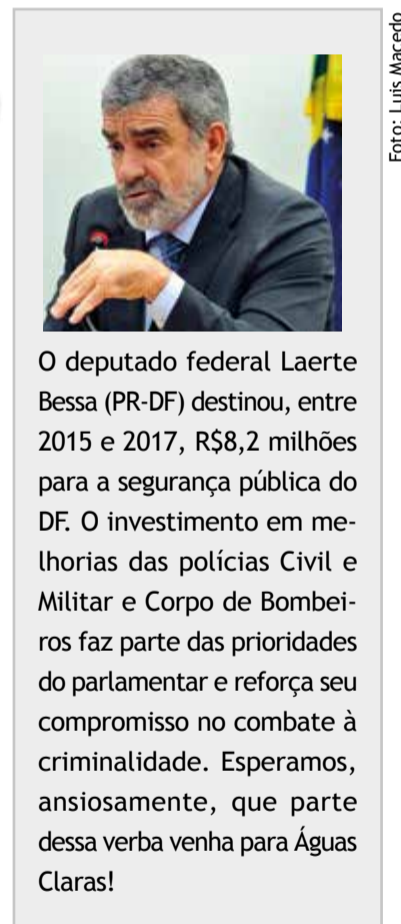 Foto: Luis Macedo
O deputado federal Laerte
Bessa (PR-DF) destinou, entre
2015 e 2017, R$8,2 milhões
para a segurança pública do
DF. O investimento em me-
lhorias das polícias Civil e
Militar e Corpo de Bombei-
ros faz parte das prioridades
do parlamentar e reforça seu
compromisso no combate à
criminalidade. Esperamos,
ansiosamente, que parte
dessa verba venha para Águas
Claras!